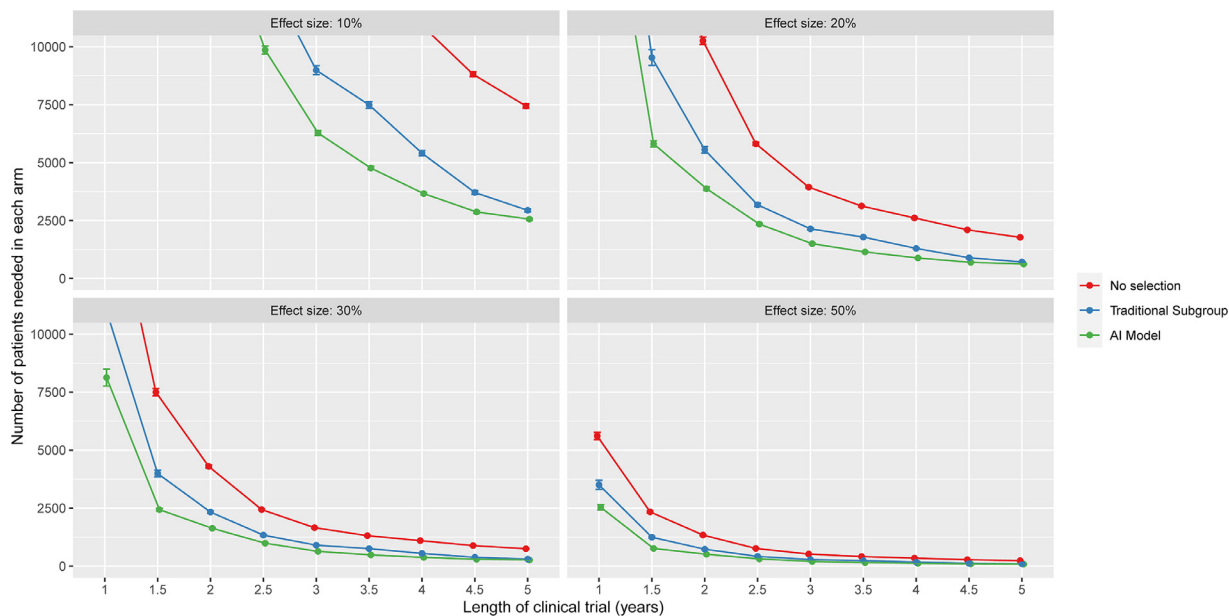 Effect size: 10%
Effect size: 20%
10000
7500
5000
2500
0
Effect size: 30%
Effect size: 50%
10000
7500
5000
2500
0
1 1.5 2 2.5 3 3.5 4 4.5 5
1 1.5 2 2.5 3 3.5 4 4.5 5
Length of clinical trial (years)
Number of patients needed in each arm
No selection
Traditional Subgroup
AI Model